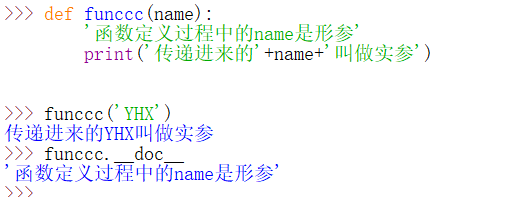 >>> def funccc(name):
        '函数定义过程中的name是形参'
        print('传递进来的'+name+'叫做实参')
>>> funccc('YHX')
传递进来的YHX叫做实参
>>> funccc.__doc__
'函数定义过程中的name是形参'
>>>